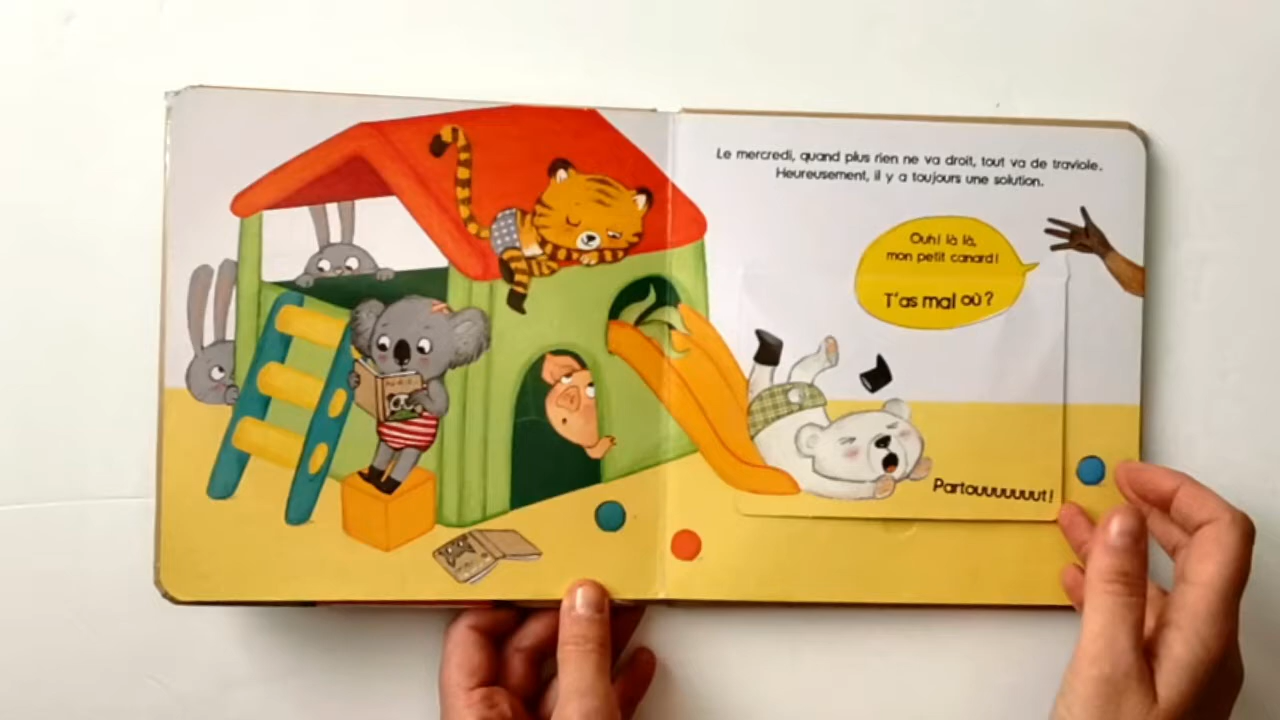 Le mercredi, quand plus rien ne va droit, tout va de traviole.
Heureusement, il y a toujours une solution.
Ouh! là là,
mon petit canard!
T'as mal où?
Partouuuuuuut!